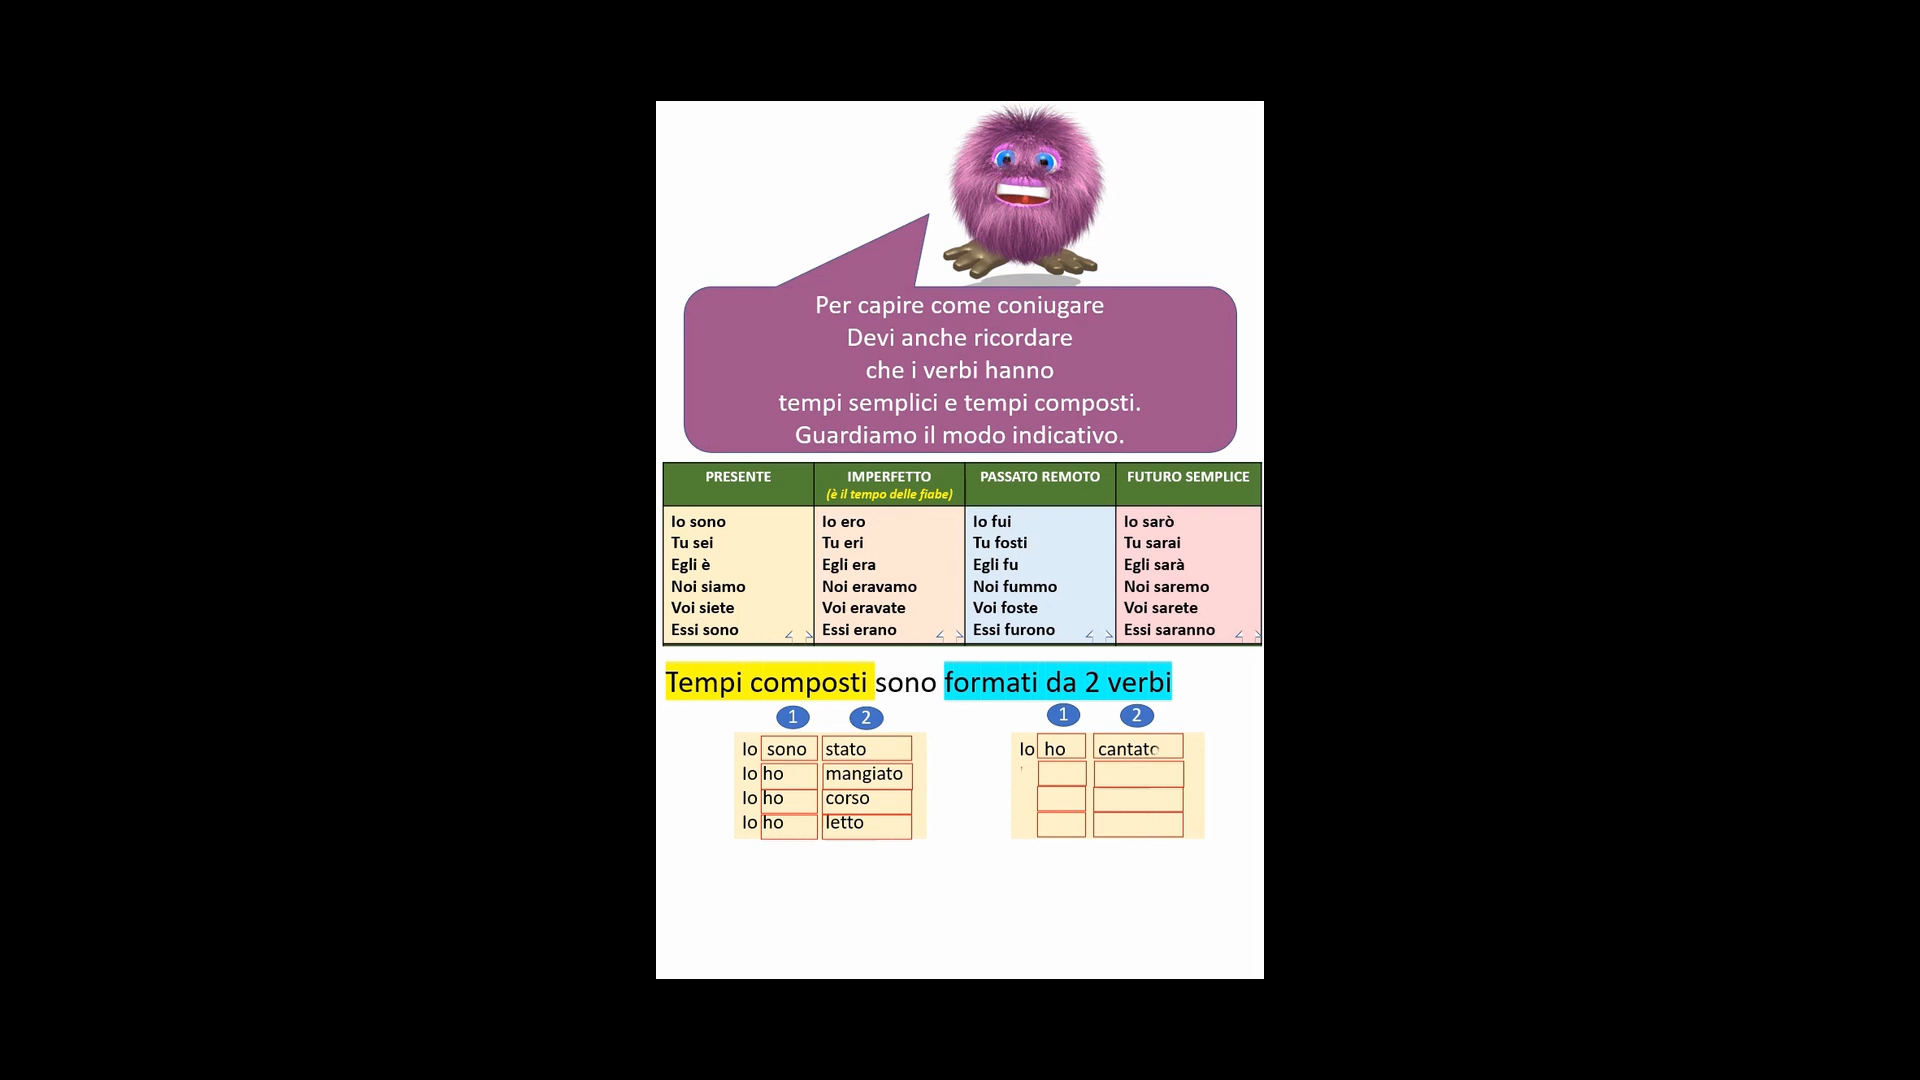 Per capire come coniugare
Devi anche ricordare
che i verbi hanno
tempi semplici e tempi composti.
Guardiamo il modo indicativo.
PRESENTE IMPERFETTO PASSATO REMOTO FUTURO SEMPLICE
(è il tempo delle fiabe)
Io sono Io ero Io fui Io sarò
Tu sei Tu eri Tu fosti Tu sarai
Egli è Egli era Egli fu Egli sarà
Noi siamo Noi eravamo Noi fummo Noi saremo
Voi siete Voi eravate Voi foste Voi sarete
Essi sono Essi erano Essi furono Essi saranno
Tempi composti sono formati da 2 verbi
1 2 1 2
Io sono stato Io ho cantato
Io ho mangiato
Io ho corso
Io ho letto